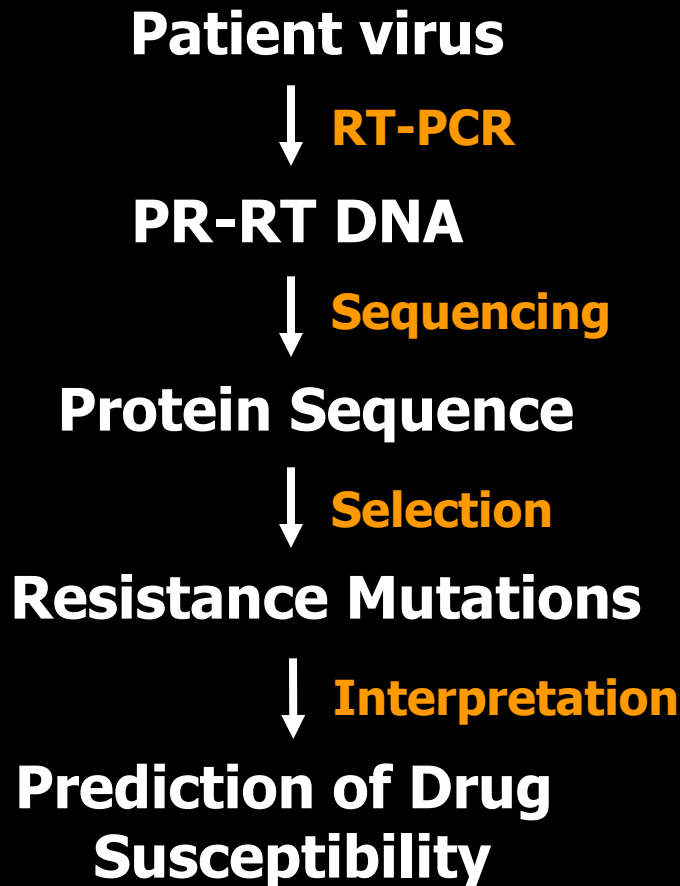 Patient virus
RT-PCR
PR-RT DNA
Sequencing
Protein Sequence
Selection
Resistance Mutations
Interpretation
Prediction of Drug
Susceptibility